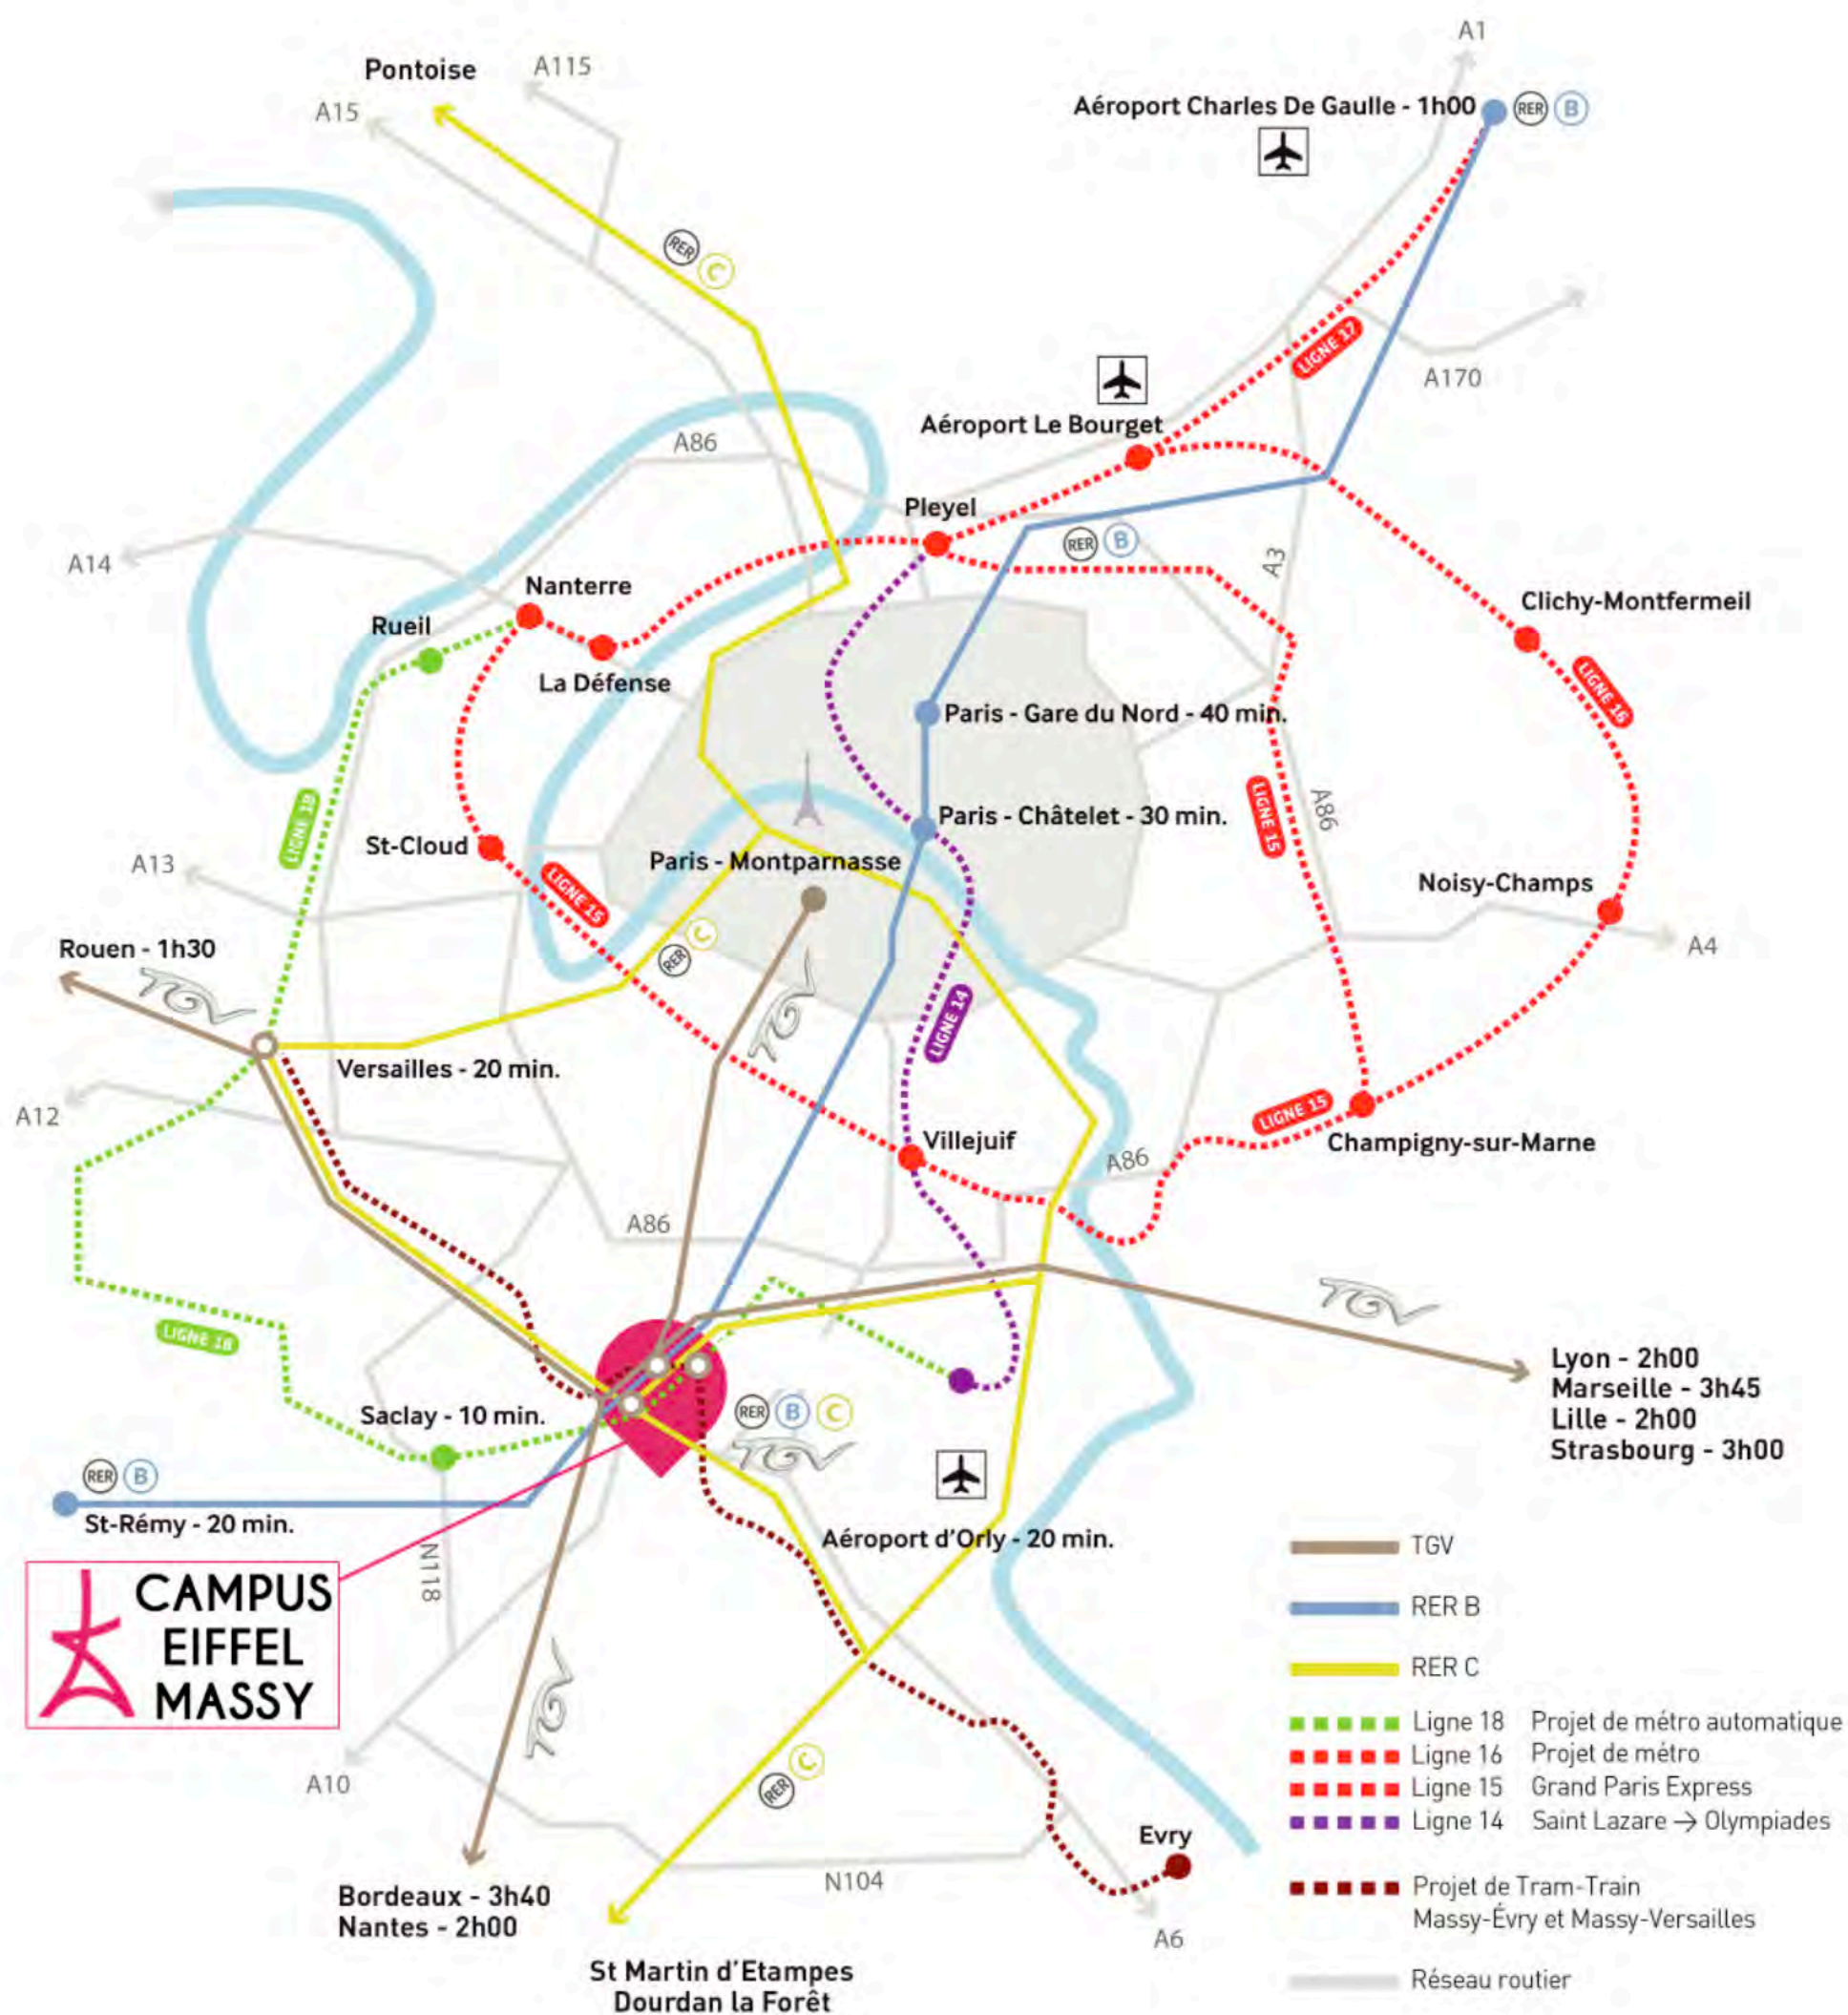 A1
Pontoise
A115
A15
Aéroport Charles De Gaulle - 1h00
RER B
RER C
LIGNE 17
A170
Aéroport Le Bourget
A86
Pleyel
RER B
A14
A3
Nanterre
Rueil
Clichy-Montfermeil
La Défense
LIGNE 16
Paris - Gare du Nord - 40 min.
LIGNE 18
LIGNE 15
A86
Paris - Châtelet - 30 min.
St-Cloud
A13
Paris - Montparnasse
LIGNE 15
Noisy-Champs
RER C
A4
Rouen - 1h30
TGV
TGV
LIGNE 14
Versailles - 20 min.
A12
LIGNE 15
Villejuif
Champigny-sur-Marne
A86
A86
TGV
LIGNE 18
Lyon - 2h00
Marseille - 3h45
Lille - 2h00
Strasbourg - 3h00
Saclay - 10 min.
RER B C
TGV
RER B
St-Rémy - 20 min.
Aéroport d'Orly - 20 min.
N118
CAMPUS
EIFFEL
MASSY
TGV
RER C
A10
Bordeaux - 3h40
Nantes - 2h00
N104
Evry
A6
St Martin d'Etampes
Dourdan la Forêt
TGV
RER B
RER C
Ligne 18 Projet de métro automatique
Ligne 16 Projet de métro
Ligne 15 Grand Paris Express
Ligne 14 Saint Lazare → Olympiades
Projet de Tram-Train
Massy-Évry et Massy-Versailles
Réseau routier